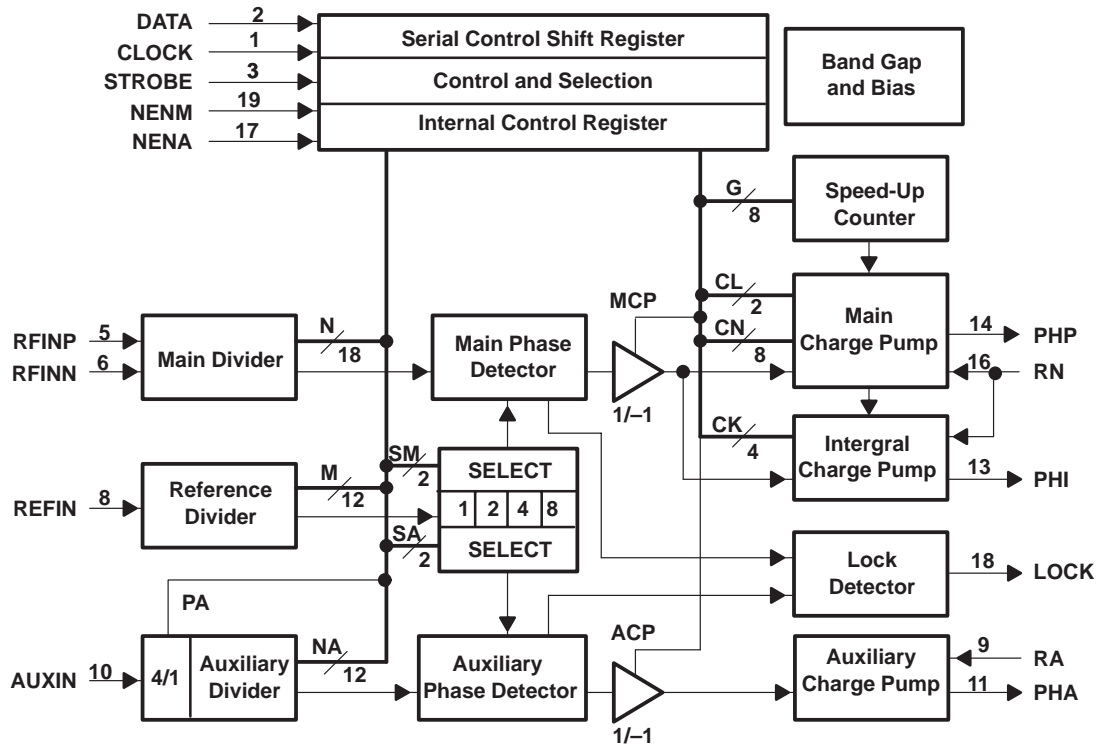 DATA 2
CLOCK 1
STROBE 3
NENM 19
NENA 17
Serial Control Shift Register
Control and Selection
Internal Control Register
Band Gap
and Bias
G
8
Speed-Up
Counter
RFINP 5
RFINN 6
Main Divider
N
18
Main Phase
Detector
MCP
1/–1
CL
2
CN
8
Main
Charge Pump
14 PHP
16 RN
CK
4
Intergral
Charge Pump
13 PHI
REFIN 8
Reference
Divider
M
12
SM
2
SELECT
1 2 4 8
SA
2
SELECT
Lock
Detector
18 LOCK
PA
AUXIN 10
4/1
Auxiliary
Divider
NA
12
Auxiliary
Phase Detector
ACP
1/–1
Auxiliary
Charge Pump
9 RA
11 PHA